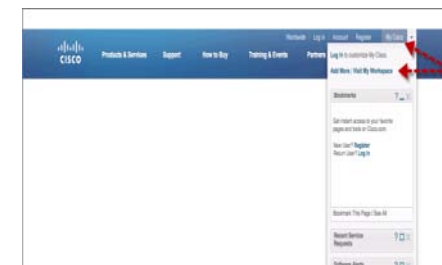 Worldwide Log In Account Register My Cisco
CISCO Products & Services Support How to Buy Training & Events Partners
Log In to customize My Cisco.
Add More | Visit My Workspace
Bookmarks
Get instant access to your favorite
pages and tools on Cisco.com.
New User? Register
Return User? Log In
Bookmark This Page | See All
Recent Service
Requests
Software Alerts